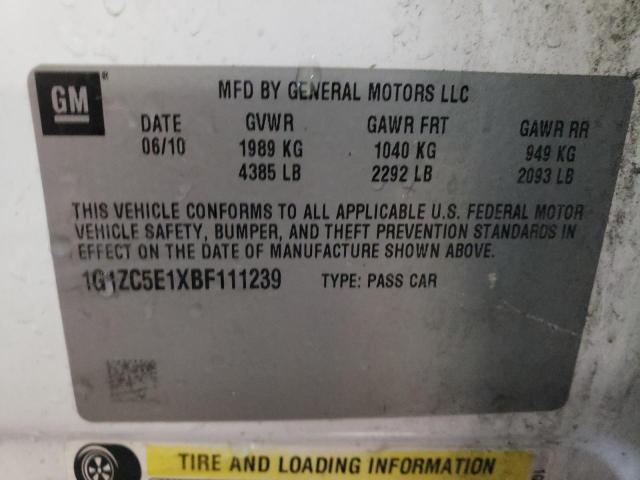 GM
®
MFD BY GENERAL MOTORS LLC
DATE GVWR GAWR FRT GAWR RR
06/10 1989 KG 1040 KG 949 KG
4385 LB 2292 LB 2093 LB
THIS VEHICLE CONFORMS TO ALL APPLICABLE U.S. FEDERAL MOTOR
VEHICLE SAFETY, BUMPER, AND THEFT PREVENTION STANDARDS IN
EFFECT ON THE DATE OF MANUFACTURE SHOWN ABOVE.
1G1ZC5E1XBF111239 TYPE: PASS CAR
TIRE AND LOADING INFORMATION